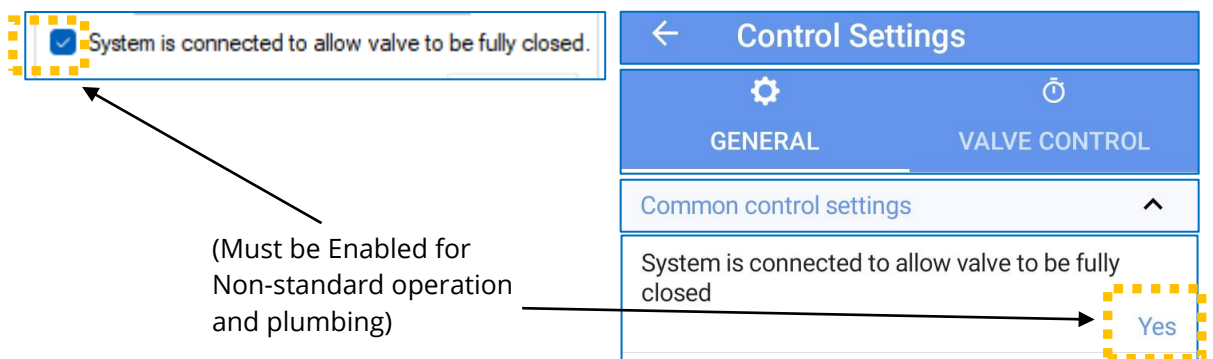 System is connected to allow valve to be fully closed.
Control Settings
GENERAL
VALVE CONTROL
Common control settings
(Must be Enabled for
Non-standard operation
and plumbing)
System is connected to allow valve to be fully
closed
Yes